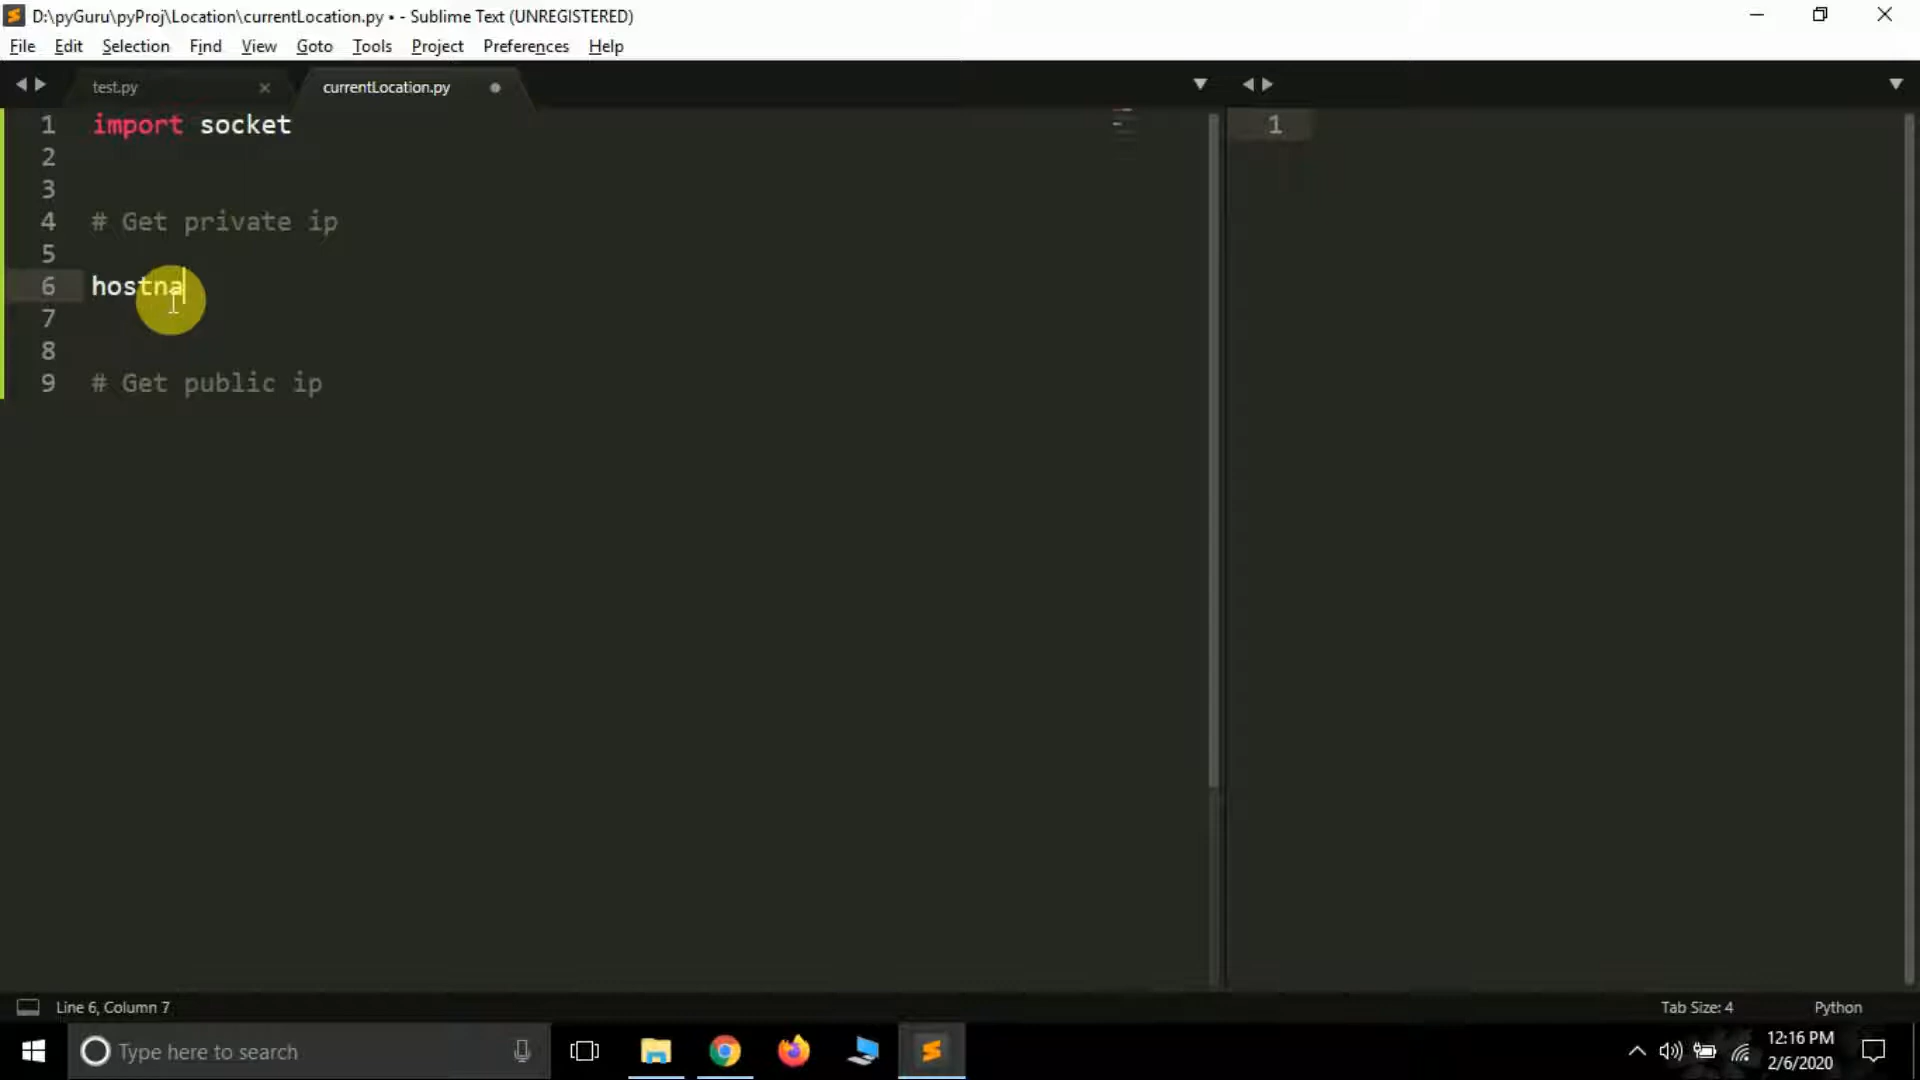 D:\pyGuru\pyProj\Location\currentLocation.py • - Sublime Text (UNREGISTERED)
File Edit Selection Find View Goto Tools Project Preferences Help
test.py currentLocation.py
1 import socket
2
3
4 # Get private ip
5
6 hostna
7
8
9 # Get public ip
1
Line 6, Column 7 Tab Size: 4 Python
Type here to search
12:16 PM
2/6/2020